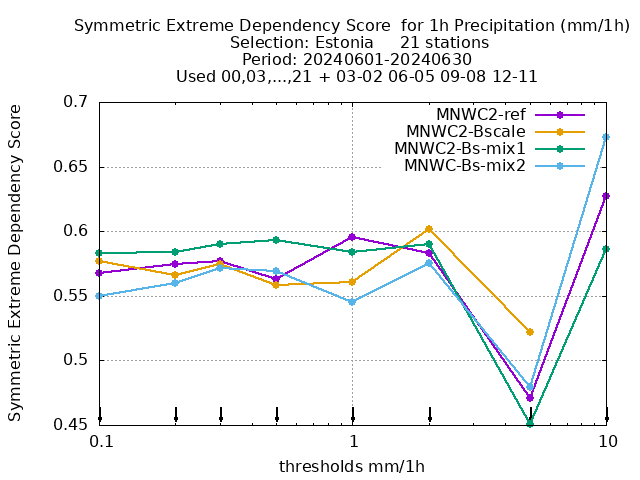 Symmetric Extreme Dependency Score  for 1h Precipitation (mm/1h)
Selection: Estonia     21 stations
Period: 20240601-20240630
Used 00,03,...,21 + 03-02 06-05 09-08 12-11
Symmetric Extreme Dependency Score
0.7
0.65
0.6
0.55
0.5
0.45
MNWC2-ref
MNWC2-Bscale
MNWC2-Bs-mix1
MNWC-Bs-mix2
0.1 1 10
thresholds mm/1h